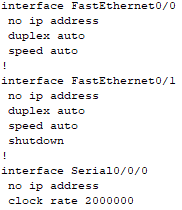 interface FastEthernet0/0
no ip address
duplex auto
speed auto
!
interface FastEthernet0/1
no ip address
duplex auto
speed auto
shutdown
!
interface Serial0/0/0
no ip address
clock rate 2000000